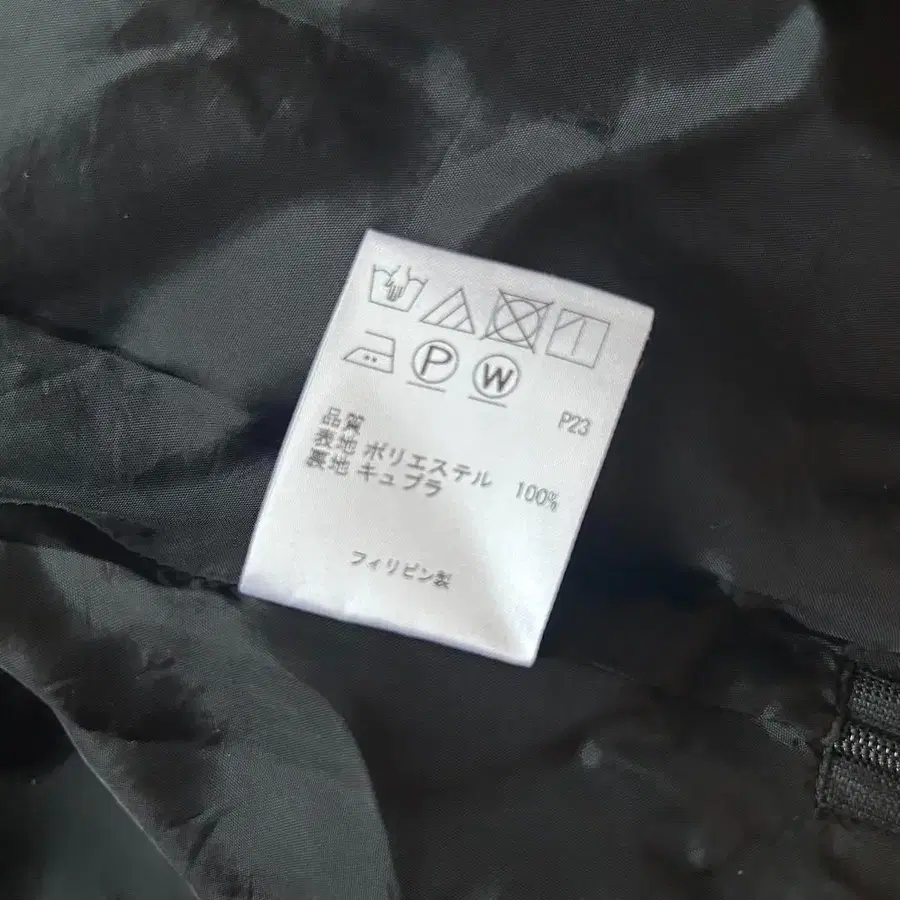 P W
P23
品質
表地 ポリエステル 100%
裏地 キュプラ
フィリピン製